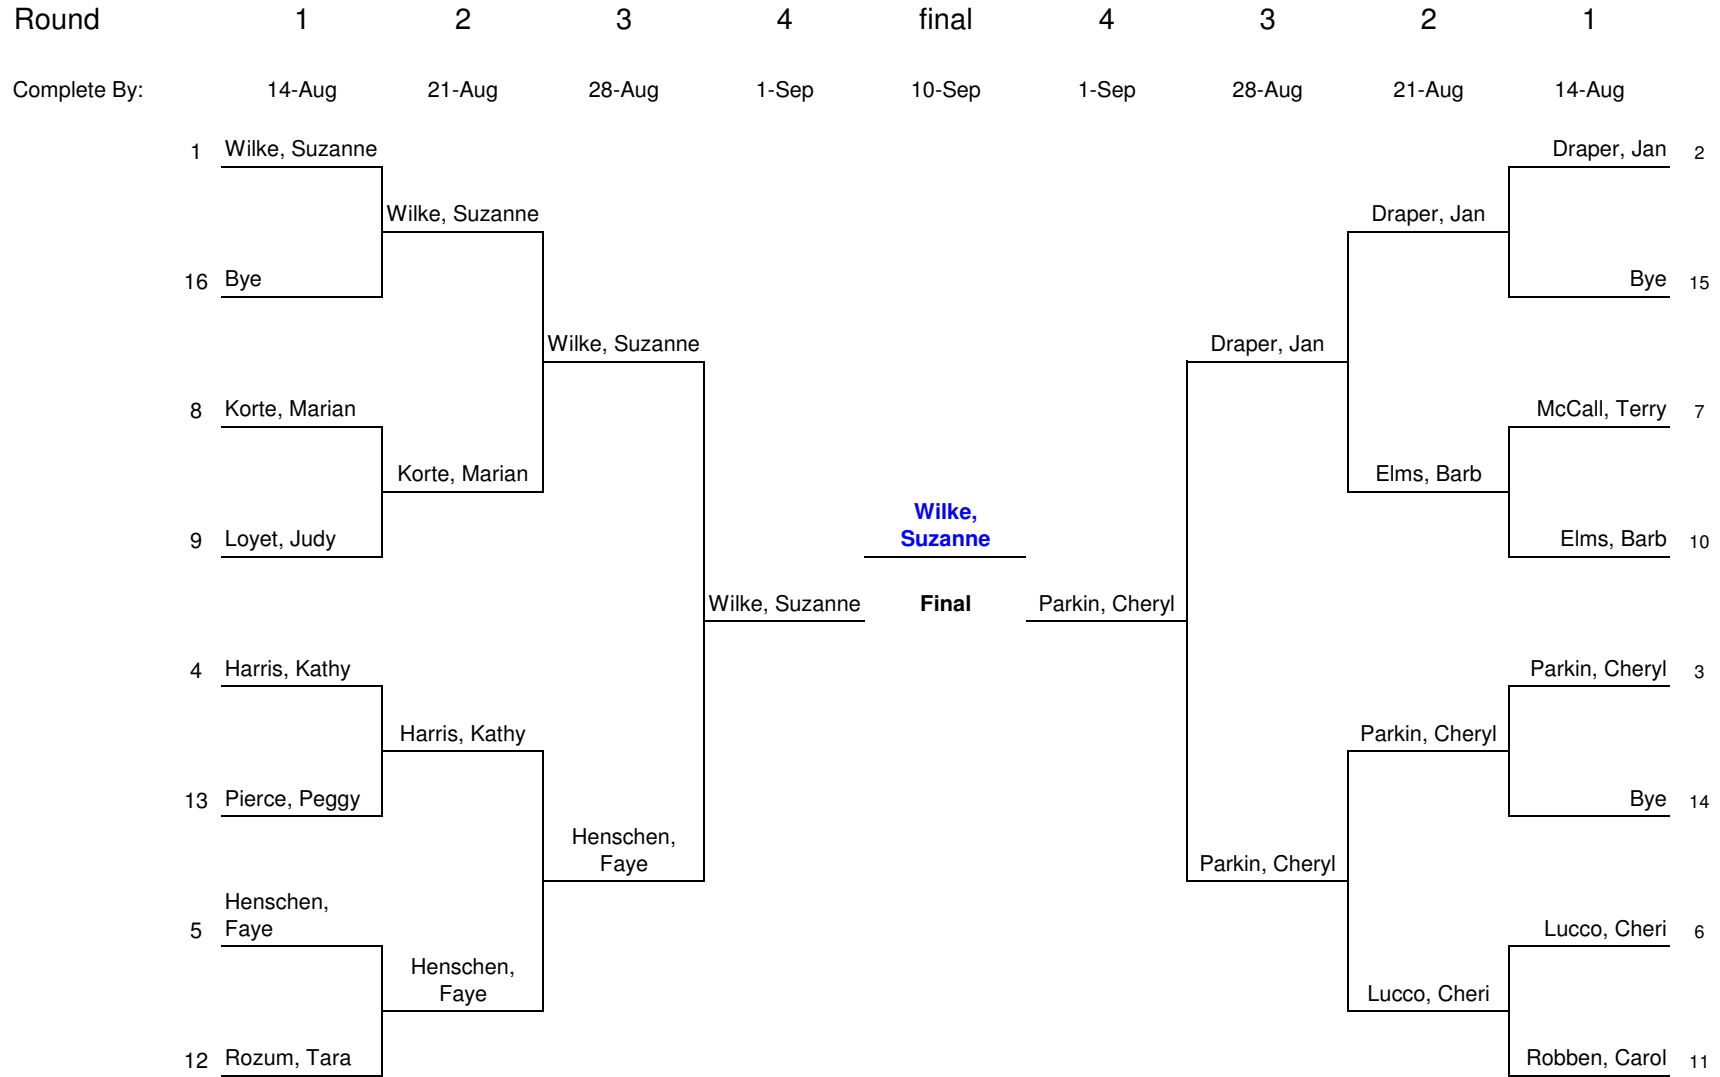 Round 1 2 3 4 final 4 3 2 1
Complete By: 14-Aug 21-Aug 28-Aug 1-Sep 10-Sep 1-Sep 28-Aug 21-Aug 14-Aug
1 Wilke, Suzanne Draper, Jan 2
Wilke, Suzanne Draper, Jan
16 Bye Bye 15
Wilke, Suzanne Draper, Jan
8 Korte, Marian McCall, Terry 7
Korte, Marian Elms, Barb
Wilke,
Suzanne
9 Loyet, Judy Elms, Barb 10
Wilke, Suzanne Final Parkin, Cheryl
4 Harris, Kathy Parkin, Cheryl 3
Harris, Kathy Parkin, Cheryl
13 Pierce, Peggy Bye 14
Henschen,
Faye Parkin, Cheryl
Henschen,
5 Faye Lucco, Cheri 6
Henschen,
Faye Lucco, Cheri
12 Rozum, Tara Robben, Carol 11